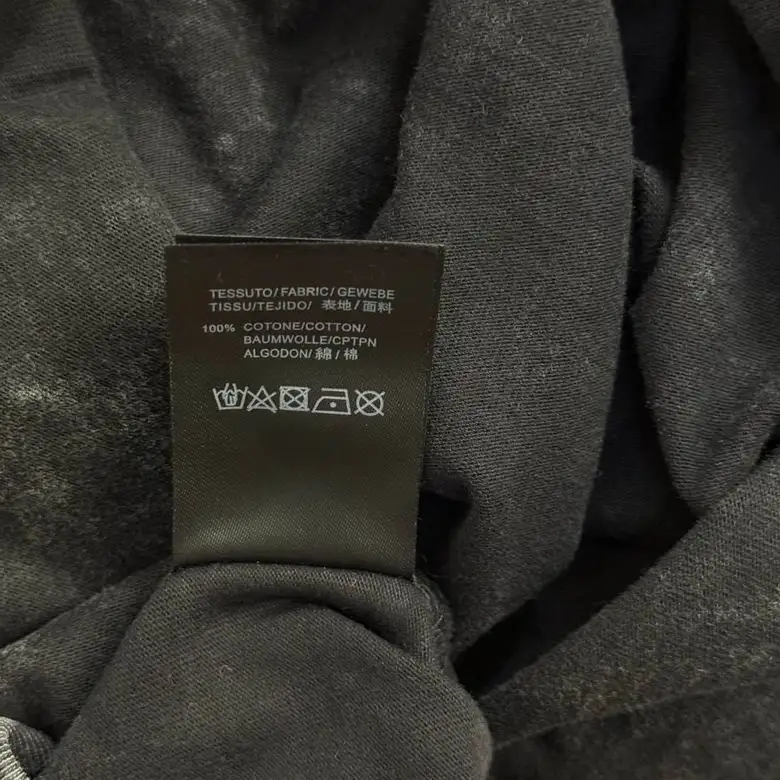 TESSUTO/FABRIC/GEWEBE
TISSU/TEJIDO/ 表地/面料
100% COTONE/COTTON/
BAUMWOLLE/CPTPN
ALGODON/綿/棉